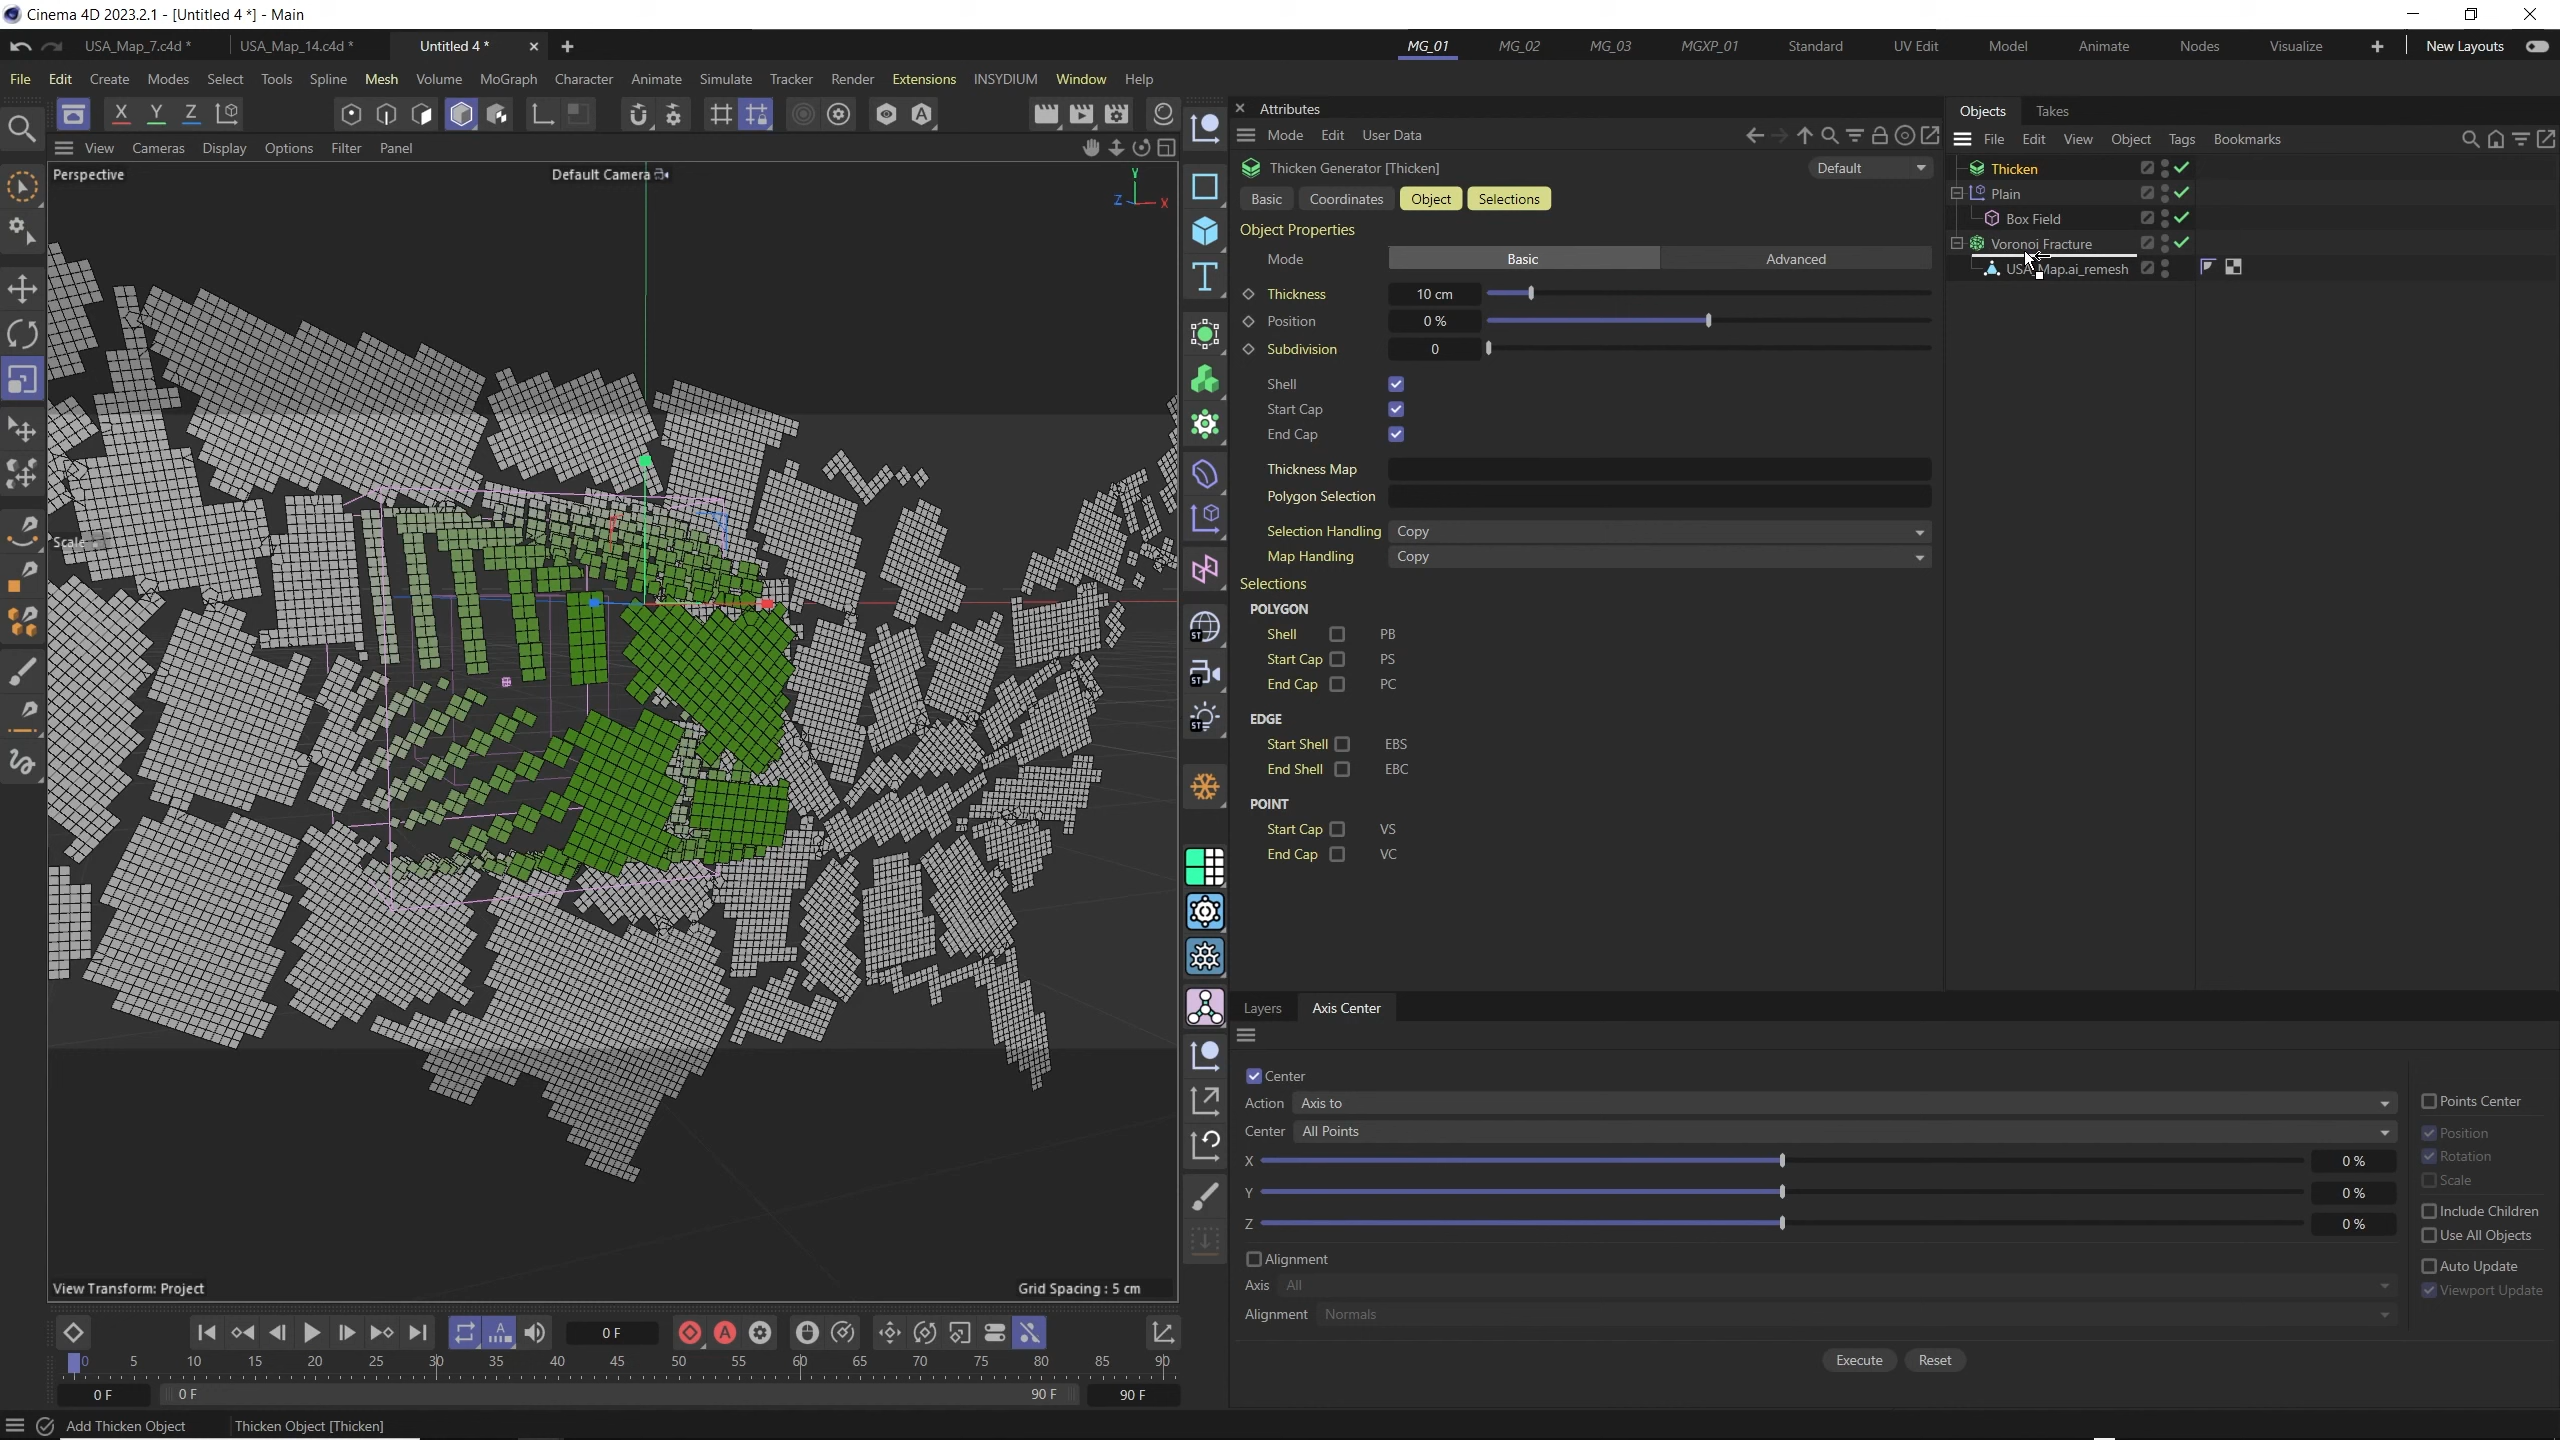 Cinema 4D 2023.2.1 - [Untitled 4 *] - Main
USA_Map_7.c4d *
USA_Map_14.c4d *
Untitled 4 *
MG_01
MG_02
MG_03
MGXP_01
Standard
UV Edit
Model
Animate
Nodes
Visualize
New Layouts
File Edit Create Modes Select Tools Spline Mesh Volume MoGraph Character Animate Simulate Tracker Render Extensions INSYDIUM Window Help
X Y Z
View Cameras Display Options Filter Panel
Perspective
Default Camera
Y
Z X
Scale
View Transform: Project
Grid Spacing : 5 cm
Attributes
Mode Edit User Data
Thicken Generator [Thicken]
Default
Basic Coordinates Object Selections
Object Properties
Mode Basic Advanced
Thickness 10 cm
Position 0 %
Subdivision 0
Shell
Start Cap
End Cap
Thickness Map
Polygon Selection
Selection Handling Copy
Map Handling Copy
Selections
POLYGON
Shell PB
Start Cap PS
End Cap PC
EDGE
Start Shell EBS
End Shell EBC
POINT
Start Cap VS
End Cap VC
Objects Takes
File Edit View Object Tags Bookmarks
Thicken
Plain
Box Field
Voronoi Fracture
USA_Map.ai_remesh
Layers Axis Center
Center
Action Axis to
Center All Points
X 0 %
Y 0 %
Z 0 %
Alignment
Axis All
Alignment Normals
Points Center
Position
Rotation
Scale
Include Children
Use All Objects
Auto Update
Viewport Update
Execute Reset
0 F
0 5 10 15 20 25 30 35 40 45 50 55 60 65 70 75 80 85 90
0 F 0 F 90 F 90 F
Add Thicken Object Thicken Object [Thicken]